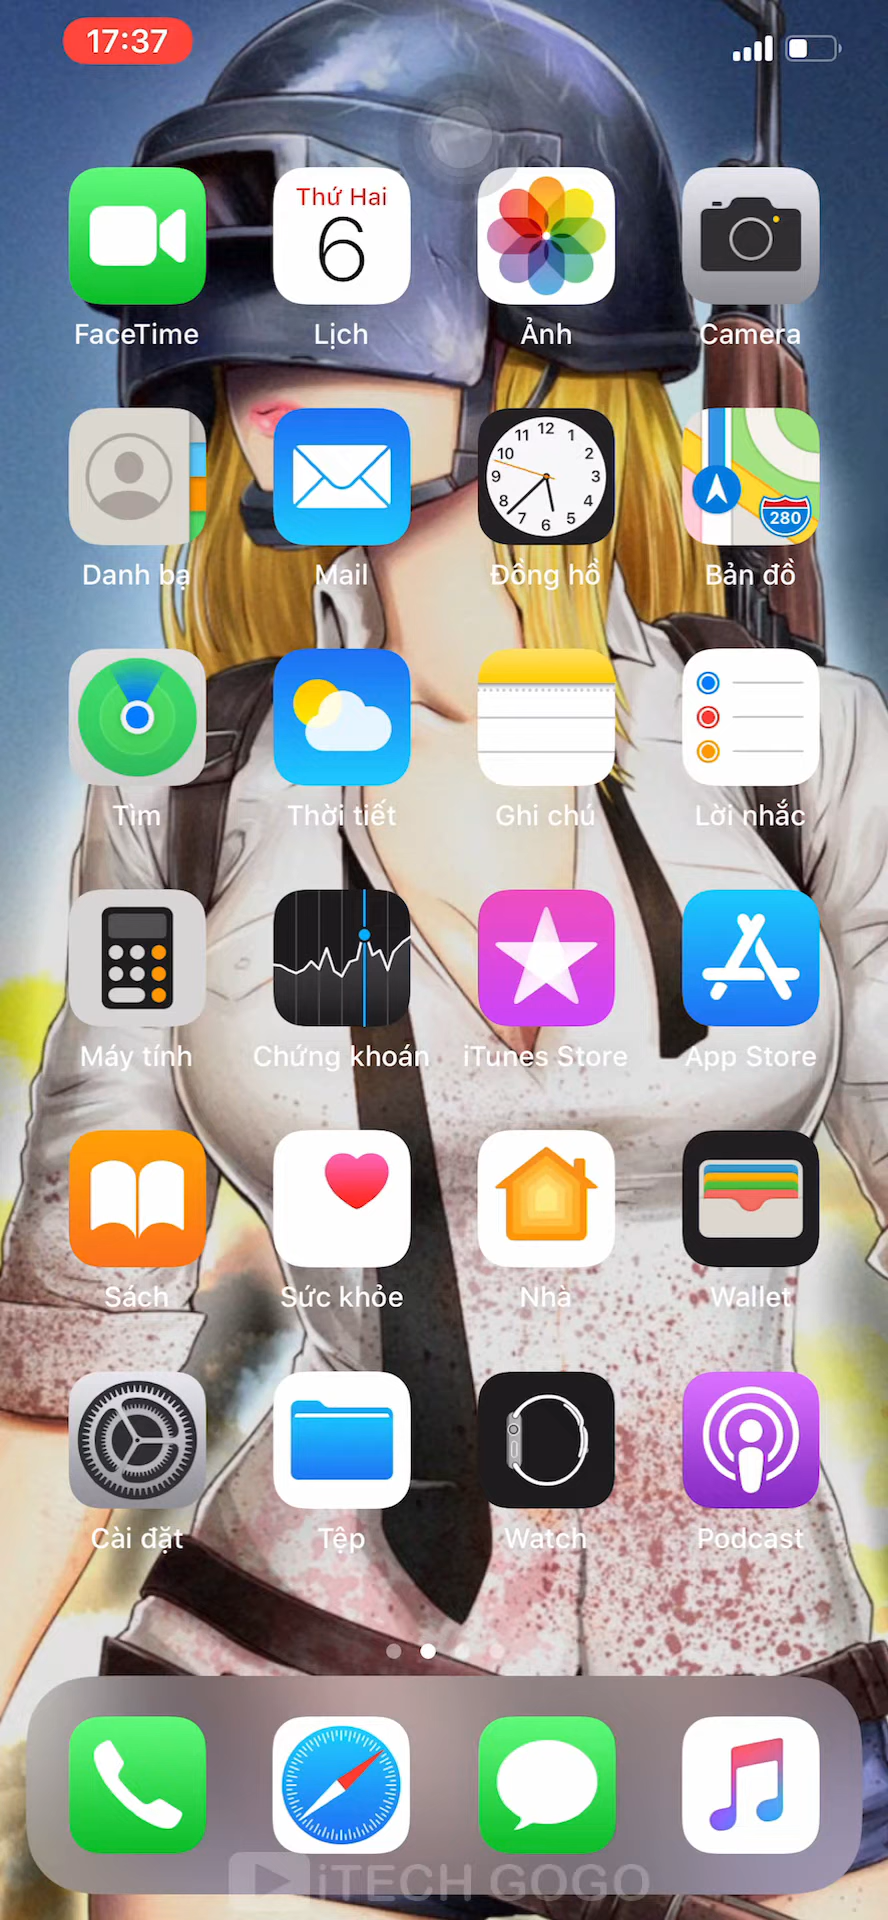 17:37
Thứ Hai
6
FaceTime
Lịch
Ảnh
Camera
12
1
2
3
4
5
6
7
8
9
10
11
280
Danh bạ
Mail
Đồng hồ
Bản đồ
Tìm
Thời tiết
Ghi chú
Lời nhắc
Máy tính
Chứng khoán
iTunes Store
App Store
Sách
Sức khỏe
Nhà
Wallet
Cài đặt
Tệp
Watch
Podcast
iTECH GOGO